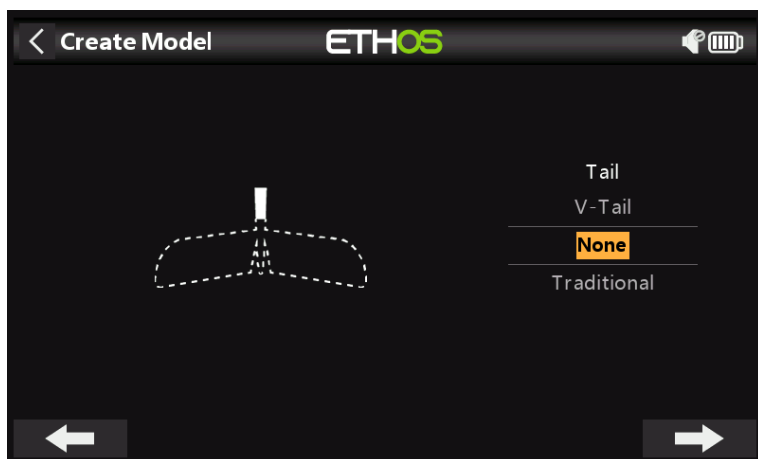 Create Model
ETHOS
Tail
V-Tail
None
Traditional